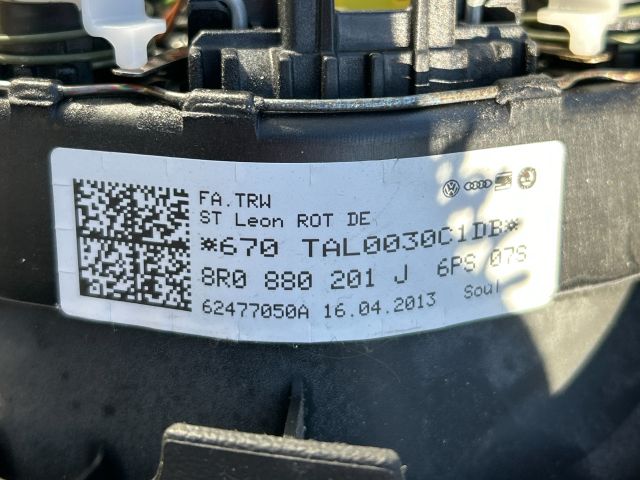 FA.TRW
ST Leon ROT DE
*670 TAL0030C1DB*
8R0 880 201 J 6PS 07S
62477050A 16.04.2013 Soul